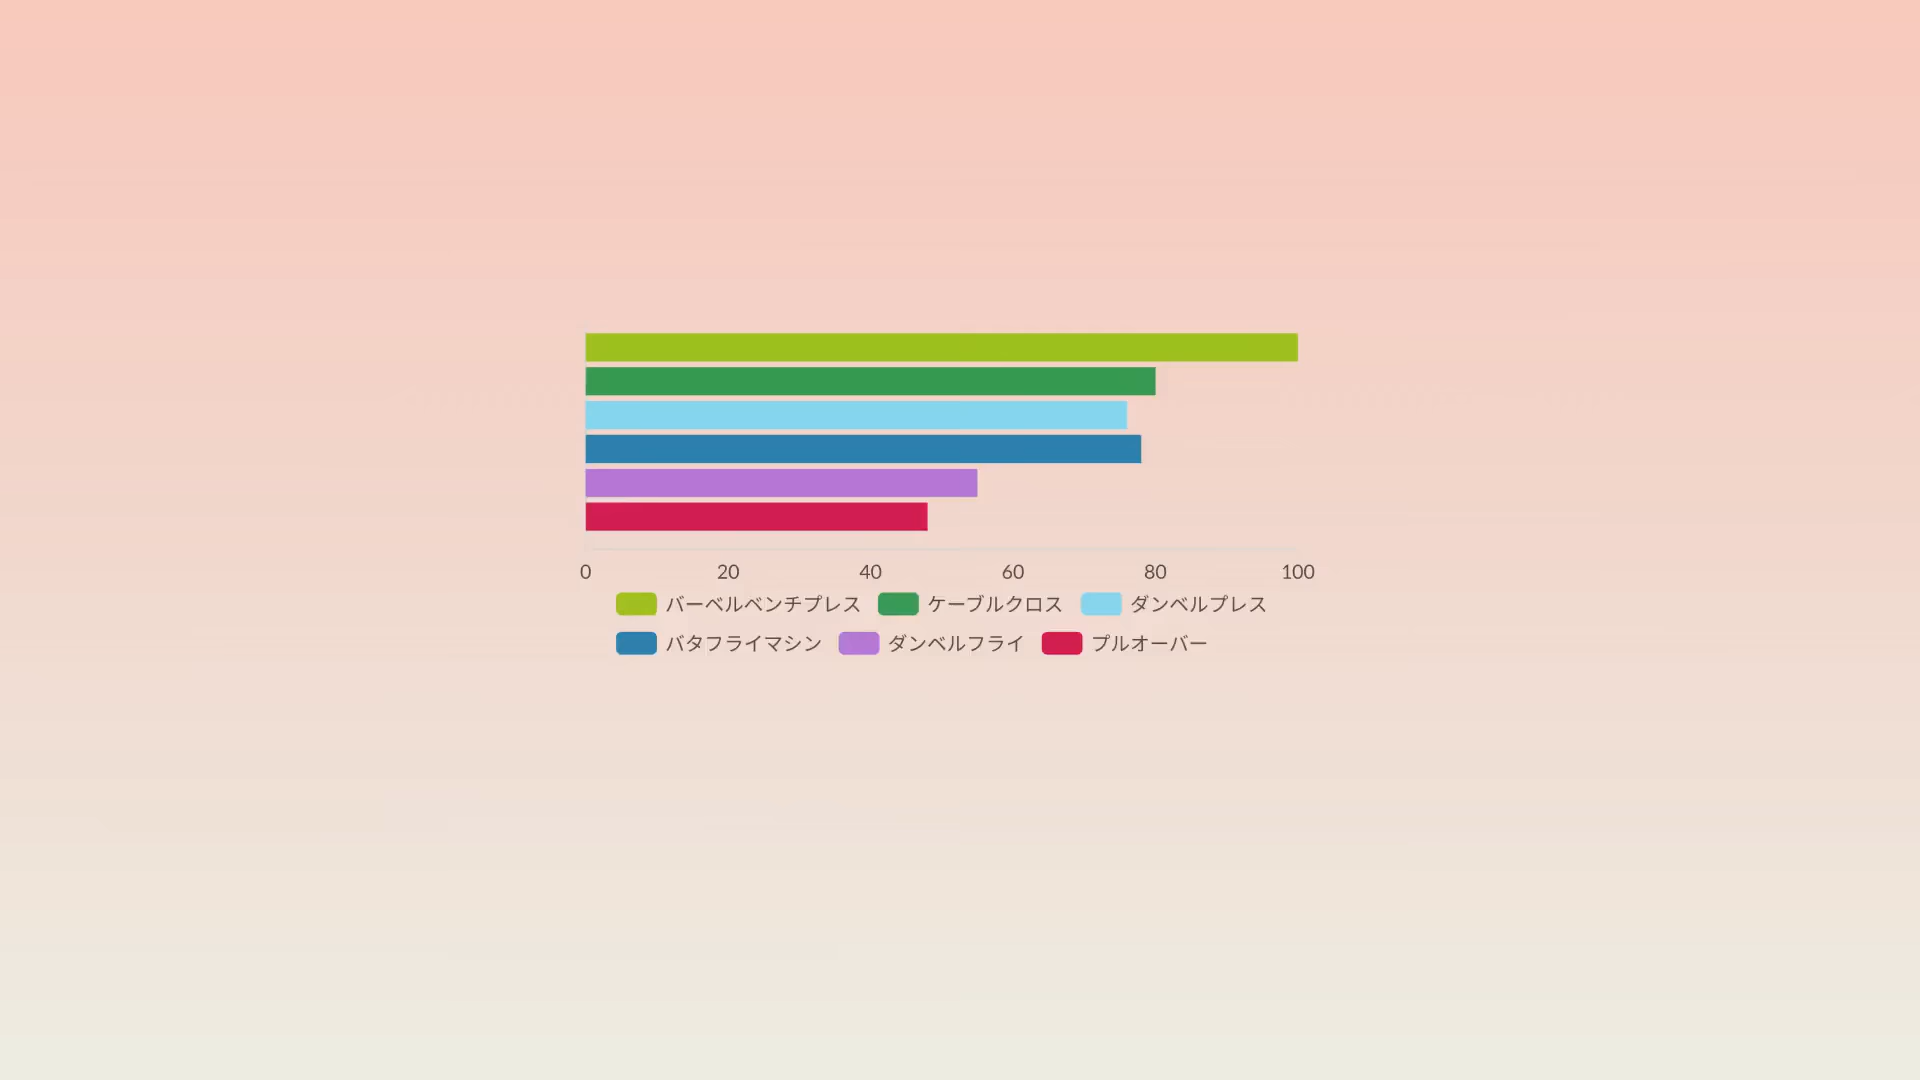 0 20 40 60 80 100
バーベルベンチプレス ケーブルクロス ダンベルプレス
バタフライマシン ダンベルフライ プルオーバー